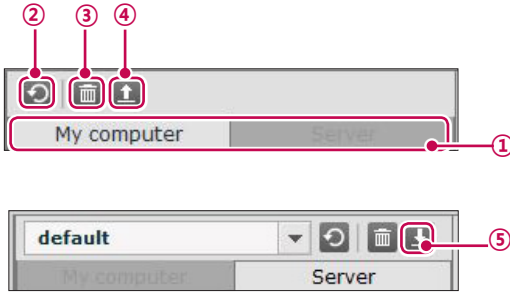 ② ③ ④
My computer Server
①
default
⑤
My computer Server